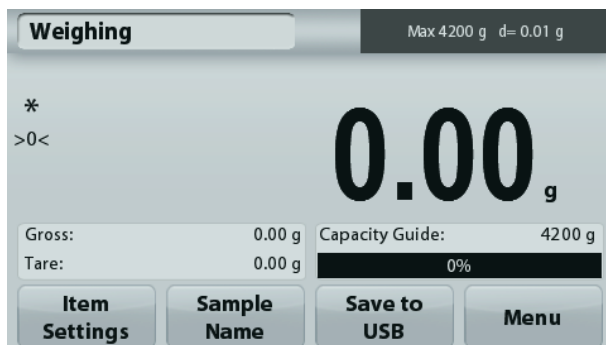 Weighing
Max 4200 g d= 0.01 g
*
>0<
0.00 g
Gross: 0.00 g
Tare: 0.00 g
Capacity Guide: 4200 g
0%
Item
Settings
Sample
Name
Save to
USB
Menu